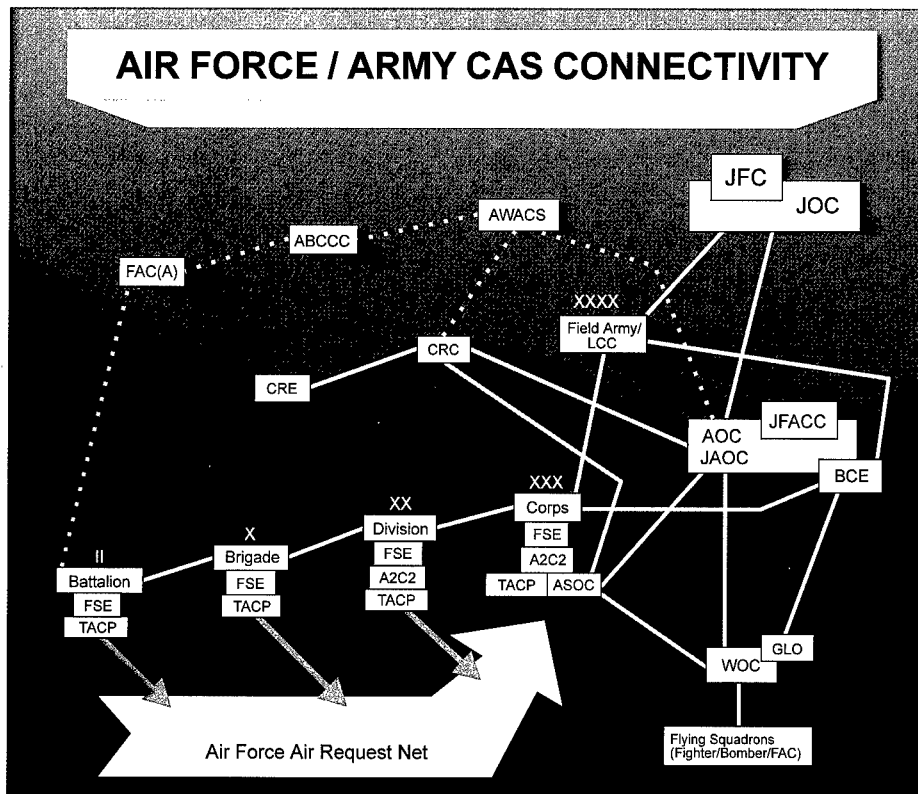 AIR FORCE / ARMY CAS CONNECTIVITY
JFC
JOC
AWACS
ABCCC
FAC(A)
XXXX
Field Army/
LCC
CRC
CRE
JFACC
AOC
JAOC
BCE
XXX
Corps
FSE
A2C2
TACP
ASOC
XX
Division
FSE
A2C2
TACP
X
Brigade
FSE
TACP
II
Battalion
FSE
TACP
GLO
WOC
Air Force Air Request Net
Flying Squadrons
(Fighter/Bomber/FAC)